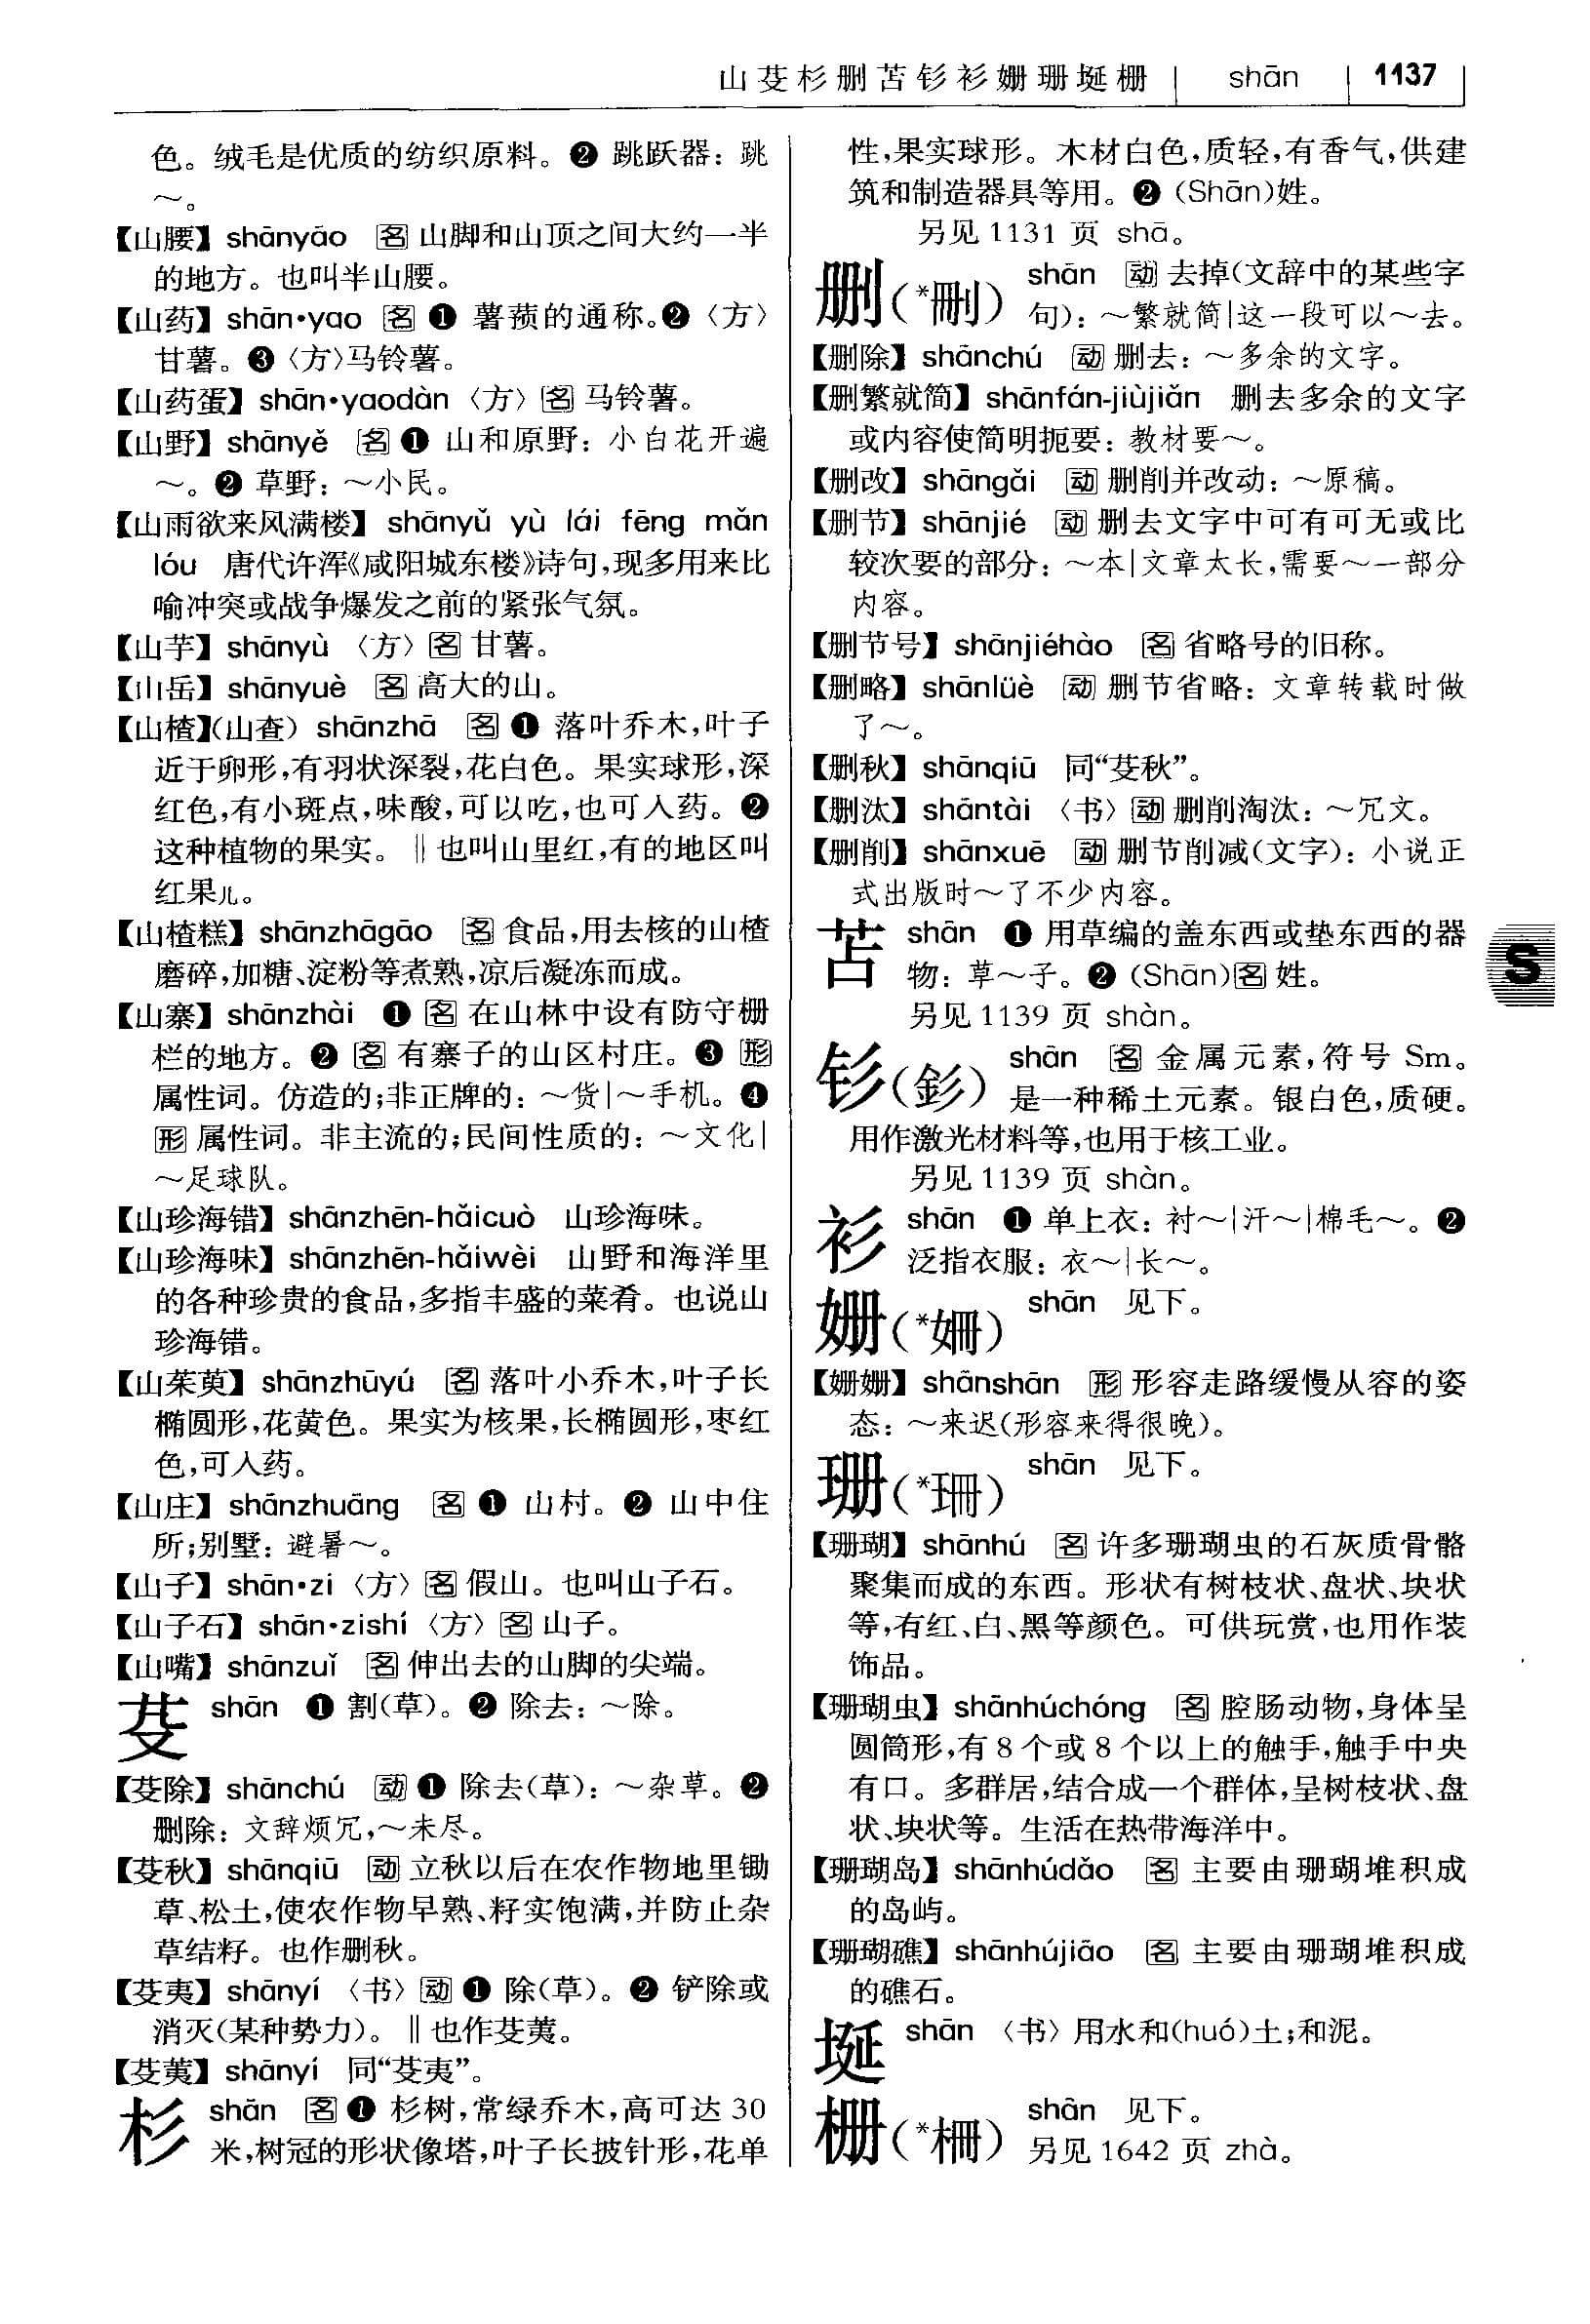 山芟杉删苫钐衫姗珊埏栅 | shān | 1137
色。绒毛是优质的纺织原料。❷ 跳跃器：跳
～。
【山腰】shānyāo 名 山脚和山顶之间大约一半
的地方。也叫半山腰。
【山药】shān•yao 名 ❶ 薯蓣的通称。❷〈方〉
甘薯。❸〈方〉马铃薯。
【山药蛋】shān•yaodàn〈方〉名 马铃薯。
【山野】shānyě 名 ❶ 山和原野：小白花开遍
～。❷ 草野：～小民。
【山雨欲来风满楼】shānyǔ yù lái fēng mǎn
lóu 唐代许浑《咸阳城东楼》诗句，现多用来比
喻冲突或战争爆发之前的紧张气氛。
【山芋】shānyù〈方〉名 甘薯。
【山岳】shānyuè 名 高大的山。
【山楂】(山查) shānzhā 名 ❶ 落叶乔木，叶子
近于卵形，有羽状深裂，花白色。果实球形，深
红色，有小斑点，味酸，可以吃，也可入药。❷
这种植物的果实。‖也叫山里红，有的地区叫
红果儿。
【山楂糕】shānzhāgāo 名 食品，用去核的山楂
磨碎，加糖、淀粉等煮熟，凉后凝冻而成。
【山寨】shānzhài ❶ 名 在山林中设有防守栅
栏的地方。❷ 名 有寨子的山区村庄。❸ 形
属性词。仿造的；非正牌的：～货|～手机。❹
形 属性词。非主流的；民间性质的：～文化|
～足球队。
【山珍海错】shānzhēn-hǎicuò 山珍海味。
【山珍海味】shānzhēn-hǎiwèi 山野和海洋里
的各种珍贵的食品，多指丰盛的菜肴。也说山
珍海错。
【山茱萸】shānzhūyú 名 落叶小乔木，叶子长
椭圆形，花黄色。果实为核果，长椭圆形，枣红
色，可入药。
【山庄】shānzhuāng 名 ❶ 山村。❷ 山中住
所；别墅：避暑～。
【山子】shān•zi〈方〉名 假山。也叫山子石。
【山子石】shān•zishí〈方〉名 山子。
【山嘴】shānzuǐ 名 伸出去的山脚的尖端。
芟 shān ❶ 割(草)。❷ 除去：～除。
【芟除】shānchú 动 ❶ 除去(草)：～杂草。❷
删除：文辞烦冗，～未尽。
【芟秋】shānqiū 动 立秋以后在农作物地里锄
草、松土，使农作物早熟、籽实饱满，并防止杂
草结籽。也作删秋。
【芟夷】shānyí〈书〉动 ❶ 除(草)。❷ 铲除或
消灭(某种势力)。‖也作芟荑。
【芟荑】shānyí 同“芟夷”。
杉 shān 名 ❶ 杉树，常绿乔木，高可达 30
米，树冠的形状像塔，叶子长披针形，花单
性，果实球形。木材白色，质轻，有香气，供建
筑和制造器具等用。❷ (Shān)姓。
另见 1131 页 shā。
删(*刪) shān 动 去掉(文辞中的某些字
句)：～繁就简|这一段可以～去。
【删除】shānchú 动 删去：～多余的文字。
【删繁就简】shānfán-jiùjiǎn 删去多余的文字
或内容使简明扼要：教材要～。
【删改】shāngǎi 动 删削并改动：～原稿。
【删节】shānjié 动 删去文字中可有可无或比
较次要的部分：～本|文章太长，需要～一部分
内容。
【删节号】shānjiéhào 名 省略号的旧称。
【删略】shānlüè 动 删节省略：文章转载时做
了～。
【删秋】shānqiū 同“芟秋”。
【删汰】shāntài〈书〉动 删削淘汰：～冗文。
【删削】shānxuē 动 删节削减(文字)：小说正
式出版时～了不少内容。
苫 shān ❶ 用草编的盖东西或垫东西的器
物：草～子。❷ (Shān)名 姓。
另见 1139 页 shàn。
S
钐(釤) shān 名 金属元素，符号 Sm。
是一种稀土元素。银白色，质硬。
用作激光材料等，也用于核工业。
另见 1139 页 shàn。
衫 shān ❶ 单上衣：衬～|汗～|棉毛～。❷
泛指衣服：衣～|长～。
姗(*姍) shān 见下。
【姗姗】shānshān 形 形容走路缓慢从容的姿
态：～来迟(形容来得很晚)。
珊(*珊) shān 见下。
【珊瑚】shānhú 名 许多珊瑚虫的石灰质骨骼
聚集而成的东西。形状有树枝状、盘状、块状
等，有红、白、黑等颜色。可供玩赏，也用作装
饰品。
【珊瑚虫】shānhúchóng 名 腔肠动物，身体呈
圆筒形，有 8 个或 8 个以上的触手，触手中央
有口。多群居，结合成一个群体，呈树枝状、盘
状、块状等。生活在热带海洋中。
【珊瑚岛】shānhúdǎo 名 主要由珊瑚堆积成
的岛屿。
【珊瑚礁】shānhújiāo 名 主要由珊瑚堆积成
的礁石。
埏 shān〈书〉用水和(huó)土；和泥。
栅(*柵) shān 见下。
另见 1642 页 zhà。